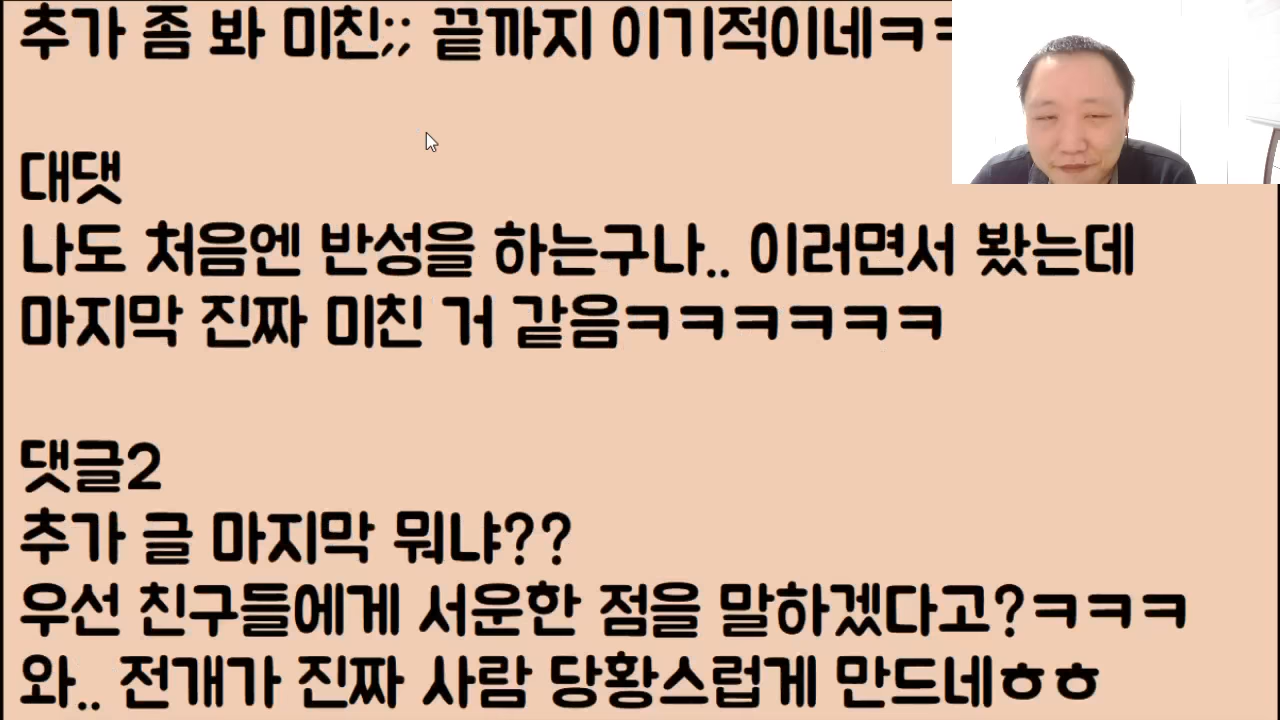 추가 좀 봐 미친;; 끝까지 이기적이네ㅋㅋ
대댓
나도 처음엔 반성을 하는구나.. 이러면서 봤는데
마지막 진짜 미친 거 같음ㅋㅋㅋㅋㅋㅋ
댓글2
추가 글 마지막 뭐냐??
우선 친구들에게 서운한 점을 말하겠다고?ㅋㅋㅋ
와.. 전개가 진짜 사람 당황스럽게 만드네ㅎㅎ